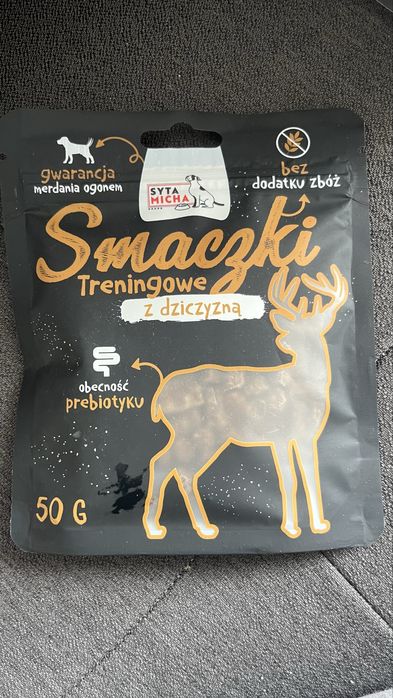 gwarancja
merdania ogonem
SYTA
MICHA
bez
dodatku zbóż
Smaczki
Treningowe
z dziczyzną
obecność
prebiotyku
50 G